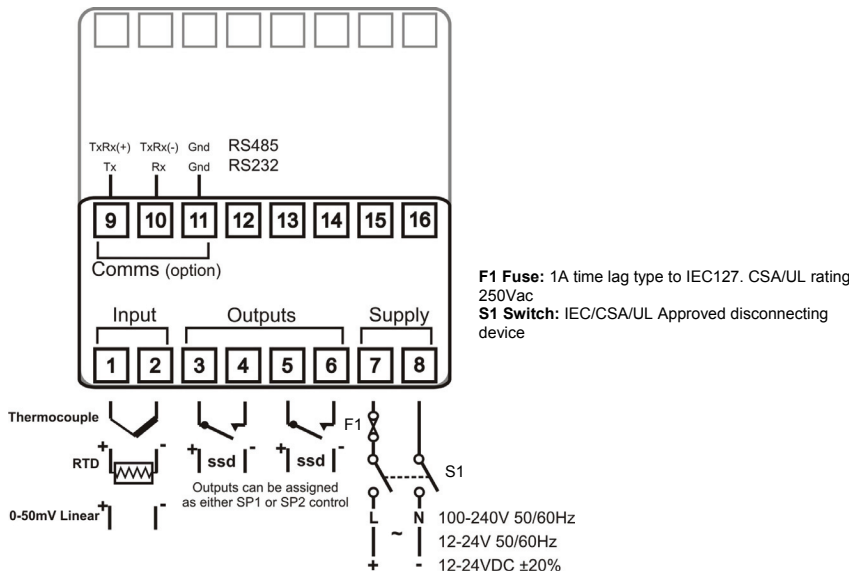 TxRx(+) TxRx(-) Gnd RS485
Tx Rx Gnd RS232
9 10 11 12 13 14 15 16
Comms (option)
Input Outputs Supply
1 2 3 4 5 6 7 8
F1 Fuse: 1A time lag type to IEC127. CSA/UL rating
250Vac
S1 Switch: IEC/CSA/UL Approved disconnecting
device
Thermocouple
F1
RTD + - + ssd - + ssd -
S1
Outputs can be assigned
as either SP1 or SP2 control
0-50mV Linear + -
L ~ N 100-240V 50/60Hz
12-24V 50/60Hz
+ - 12-24VDC ±20%